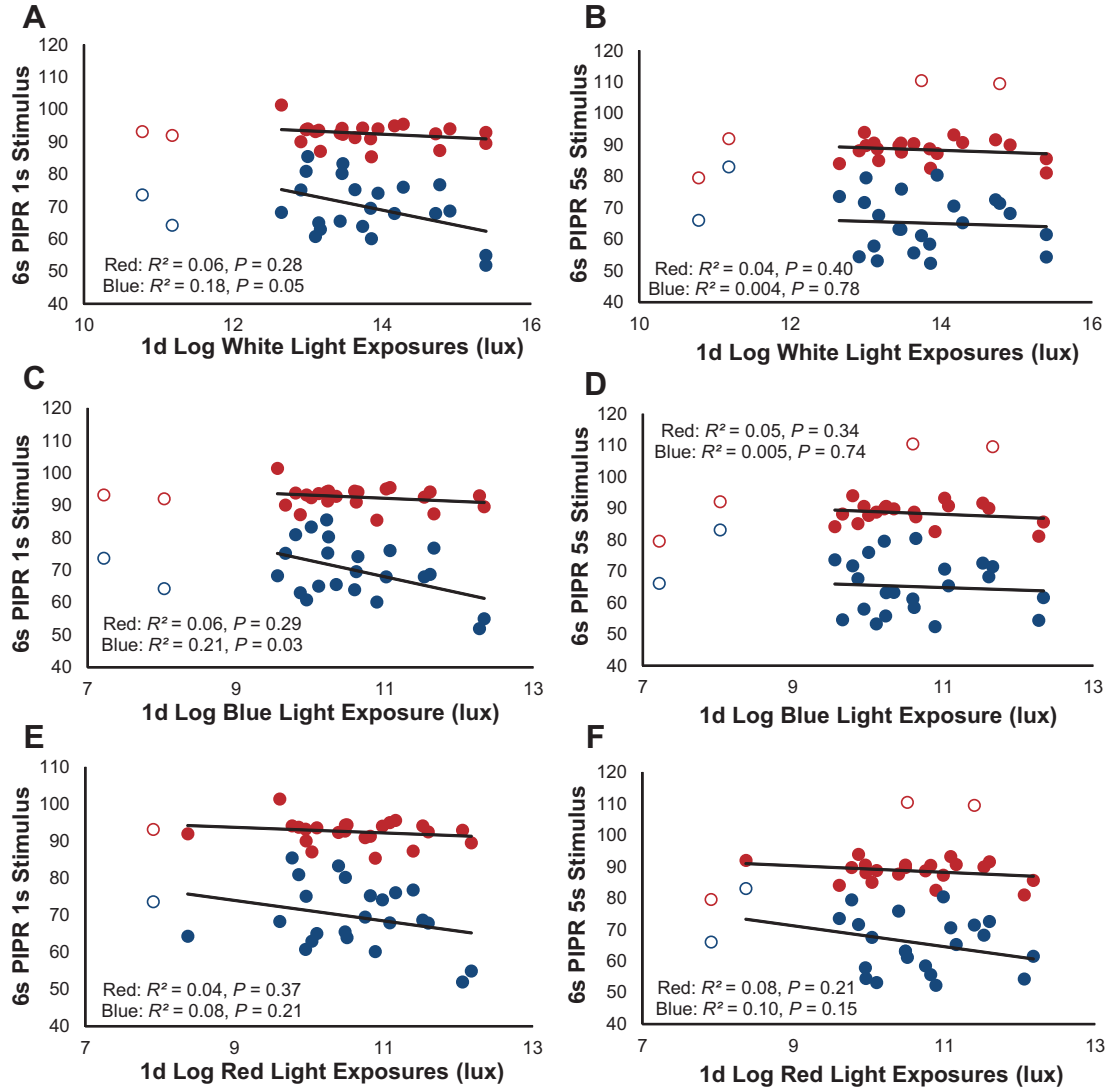 A
120
110
100
90
80
70
60
50
40
6s PIPR 1s Stimulus
Red: R² = 0.06, P = 0.28
Blue: R² = 0.18, P = 0.05
10 12 14 16
1d Log White Light Exposures (lux)
B
120
110
100
90
80
70
60
50
40
6s PIPR 5s Stimulus
Red: R² = 0.04, P = 0.40
Blue: R² = 0.004, P = 0.78
10 12 14 16
1d Log White Light Exposures (lux)
C
120
110
100
90
80
70
60
50
40
6s PIPR 1s Stimulus
Red: R² = 0.06, P = 0.29
Blue: R² = 0.21, P = 0.03
7 9 11 13
1d Log Blue Light Exposure (lux)
D
120
110
100
90
80
70
60
50
40
6s PIPR 5s Stimulus
Red: R² = 0.05, P = 0.34
Blue: R² = 0.005, P = 0.74
7 9 11 13
1d Log Blue Light Exposure (lux)
E
110
100
90
80
70
60
50
40
6s PIPR 1s Stimulus
Red: R² = 0.04, P = 0.37
Blue: R² = 0.08, P = 0.21
7 9 11 13
1d Log Red Light Exposures (lux)
F
120
110
100
90
80
70
60
50
40
6s PIPR 5s Stimulus
Red: R² = 0.08, P = 0.21
Blue: R² = 0.10, P = 0.15
7 9 11 13
1d Log Red Light Exposures (lux)